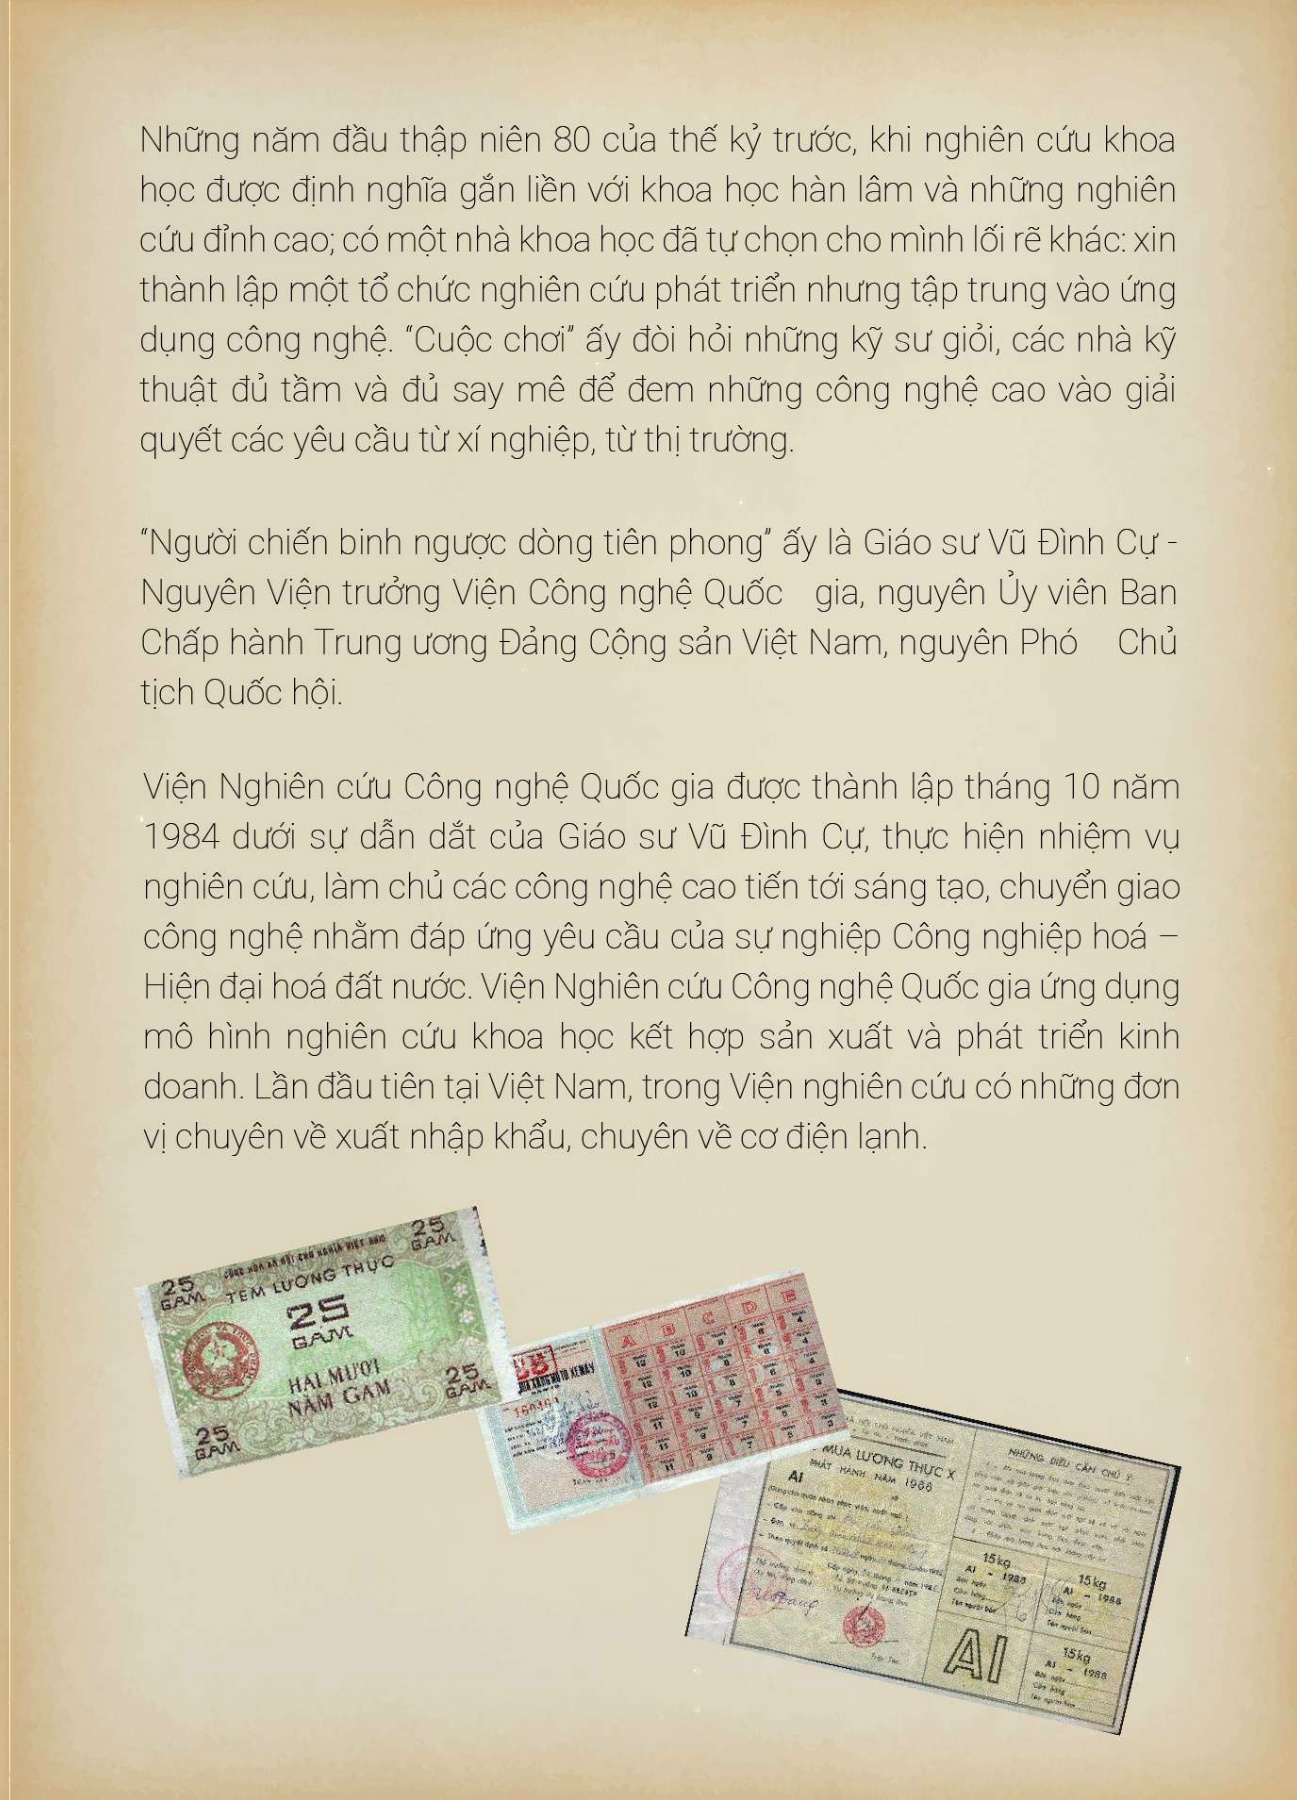 Những năm đầu thập niên 80 của thế kỷ trước, khi nghiên cứu khoa
học được định nghĩa gắn liền với khoa học hàn lâm và những nghiên
cứu đỉnh cao; có một nhà khoa học đã tự chọn cho mình lối rẽ khác: xin
thành lập một tổ chức nghiên cứu phát triển nhưng tập trung vào ứng
dụng công nghệ. “Cuộc chơi” ấy đòi hỏi những kỹ sư giỏi, các nhà kỹ
thuật đủ tầm và đủ say mê để đem những công nghệ cao vào giải
quyết các yêu cầu từ xí nghiệp, từ thị trường.
“Người chiến binh ngược dòng tiên phong” ấy là Giáo sư Vũ Đình Cự -
Nguyên Viện trưởng Viện Công nghệ Quốc gia, nguyên Ủy viên Ban
Chấp hành Trung ương Đảng Cộng sản Việt Nam, nguyên Phó Chủ
tịch Quốc hội.
Viện Nghiên cứu Công nghệ Quốc gia được thành lập tháng 10 năm
1984 dưới sự dẫn dắt của Giáo sư Vũ Đình Cự, thực hiện nhiệm vụ
nghiên cứu, làm chủ các công nghệ cao tiến tới sáng tạo, chuyển giao
công nghệ nhằm đáp ứng yêu cầu của sự nghiệp Công nghiệp hoá –
Hiện đại hoá đất nước. Viện Nghiên cứu Công nghệ Quốc gia ứng dụng
mô hình nghiên cứu khoa học kết hợp sản xuất và phát triển kinh
doanh. Lần đầu tiên tại Việt Nam, trong Viện nghiên cứu có những đơn
vị chuyên về xuất nhập khẩu, chuyên về cơ điện lạnh.
25 GAM
25 GAM
CỘNG HÒA XÃ HỘI CHỦ NGHĨA VIỆT NAM
TEM LƯƠNG THỰC
25
GAM
HAI MƯƠI
NĂM GAM
25 GAM
25 GAM
A B C D E
MUA LƯƠNG THỰC X
PHÁT HÀNH NĂM 1988
AI
NHỮNG ĐIỀU CẦN CHÚ Ý
15kg
AI - 1988
15kg
AI - 1988
AI
15kg
AI - 1988